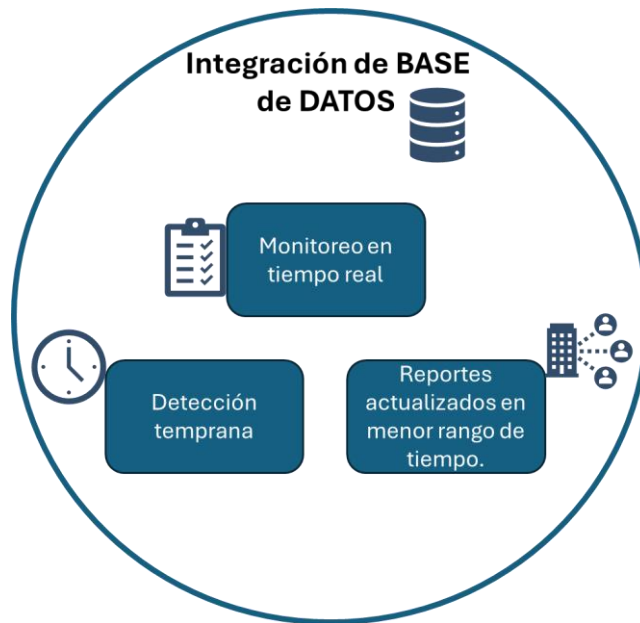 Integración de BASE
de DATOS
Monitoreo en
tiempo real
Detección
temprana
Reportes
actualizados en
menor rango de
tiempo.